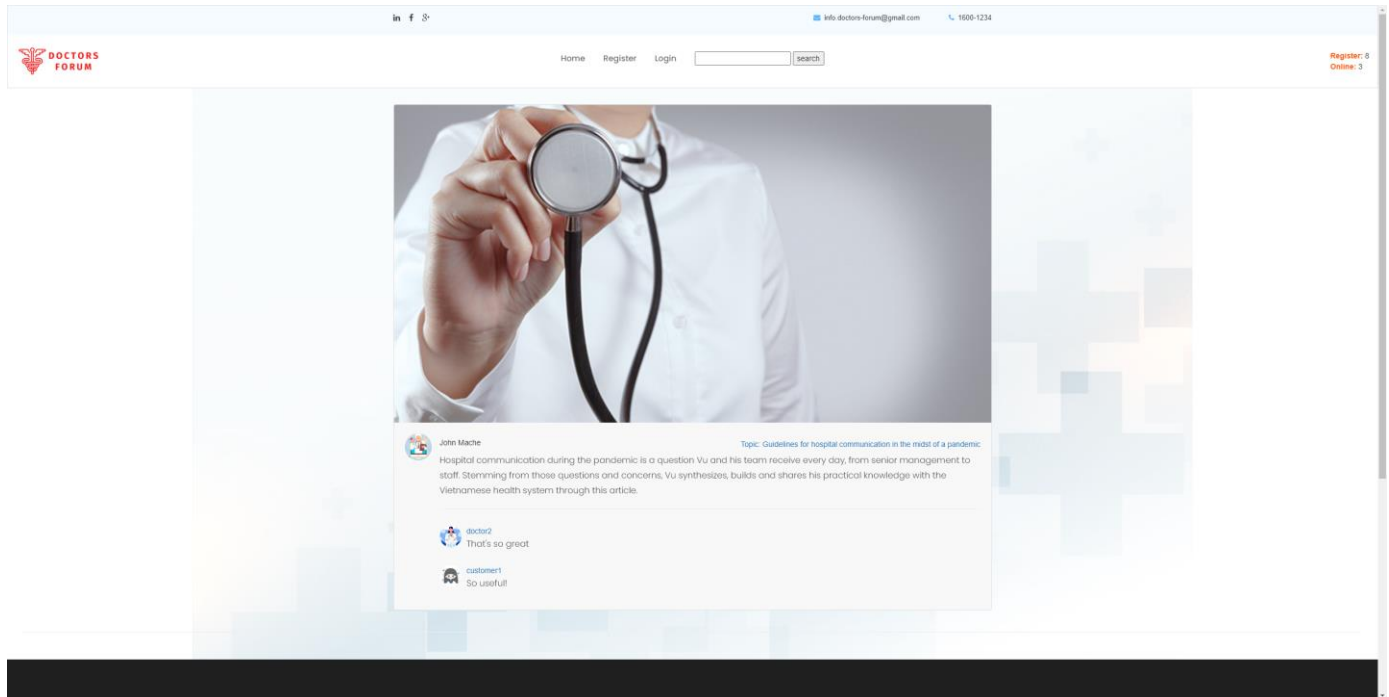 in f g+
info.doctors-forum@gmail.com 1600-1234
DOCTORS
FORUM
Home Register Login search
Register: 8
Online: 3
John Mache
Topic: Guidelines for hospital communication in the midst of a pandemic
Hospital communication during the pandemic is a question Vu and his team receive every day, from senior management to
staff. Stemming from those questions and concerns, Vu synthesizes, builds and shares his practical knowledge with the
Vietnamese health system through this article.
doctor2
That's so great
customer1
So useful!